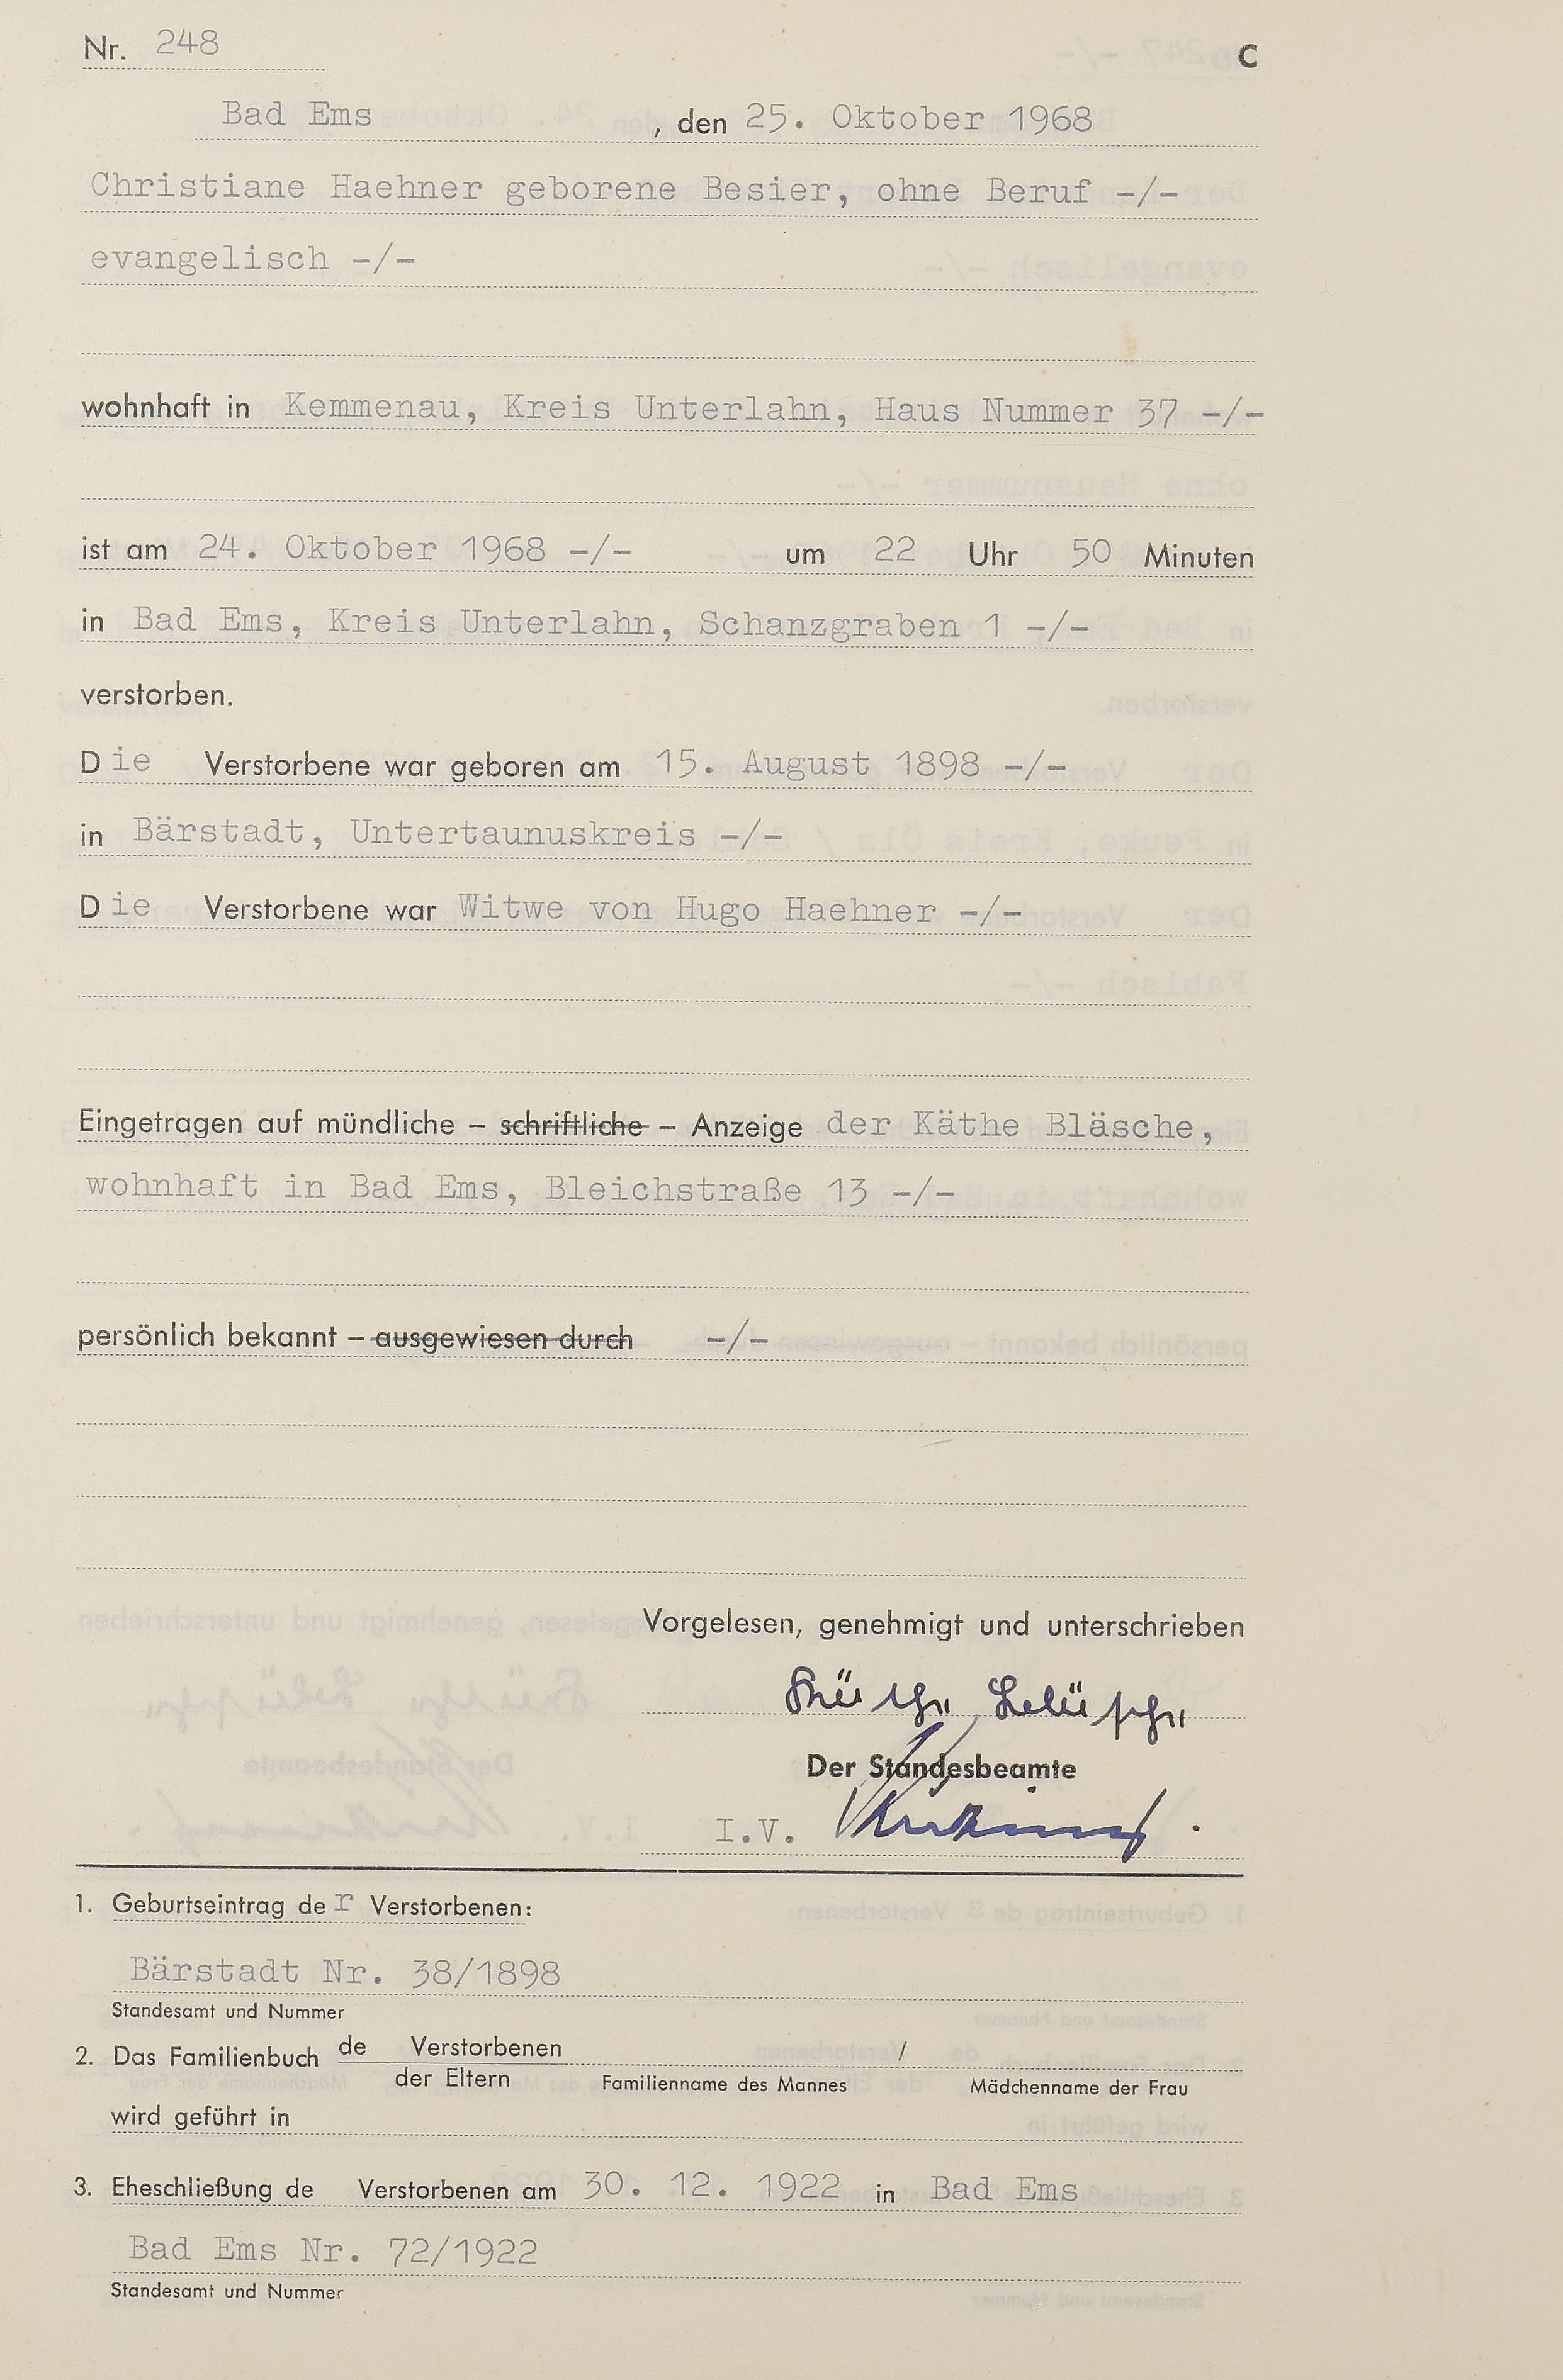 Nr. 248 C
Bad Ems , den 25. Oktober 1968
Christiane Haehner geborene Besier, ohne Beruf -/-
evangelisch -/-
wohnhaft in Kemmenau, Kreis Unterlahn, Haus Nummer 37 -/-
ist am 24. Oktober 1968 -/- um 22 Uhr 50 Minuten
in Bad Ems, Kreis Unterlahn, Schanzgraben 1 -/-
verstorben.
Die Verstorbene war geboren am 15. August 1898 -/-
in Bärstadt, Untertaunuskreis -/-
Die Verstorbene war Witwe von Hugo Haehner -/-
Eingetragen auf mündliche – schriftliche – Anzeige der Käthe Bläsche,
wohnhaft in Bad Ems, Bleichstraße 13 -/-
persönlich bekannt – ausgewiesen durch -/-
Vorgelesen, genehmigt und unterschrieben
Käthe Bläsche
Der Standesbeamte
I.V.
1. Geburtseintrag der Verstorbenen:
Bärstadt Nr. 38/1898
Standesamt und Nummer
2. Das Familienbuch de Verstorbenen /
der Eltern Familienname des Mannes Mädchenname der Frau
wird geführt in
3. Eheschließung de Verstorbenen am 30. 12. 1922 in Bad Ems
Bad Ems Nr. 72/1922
Standesamt und Nummer